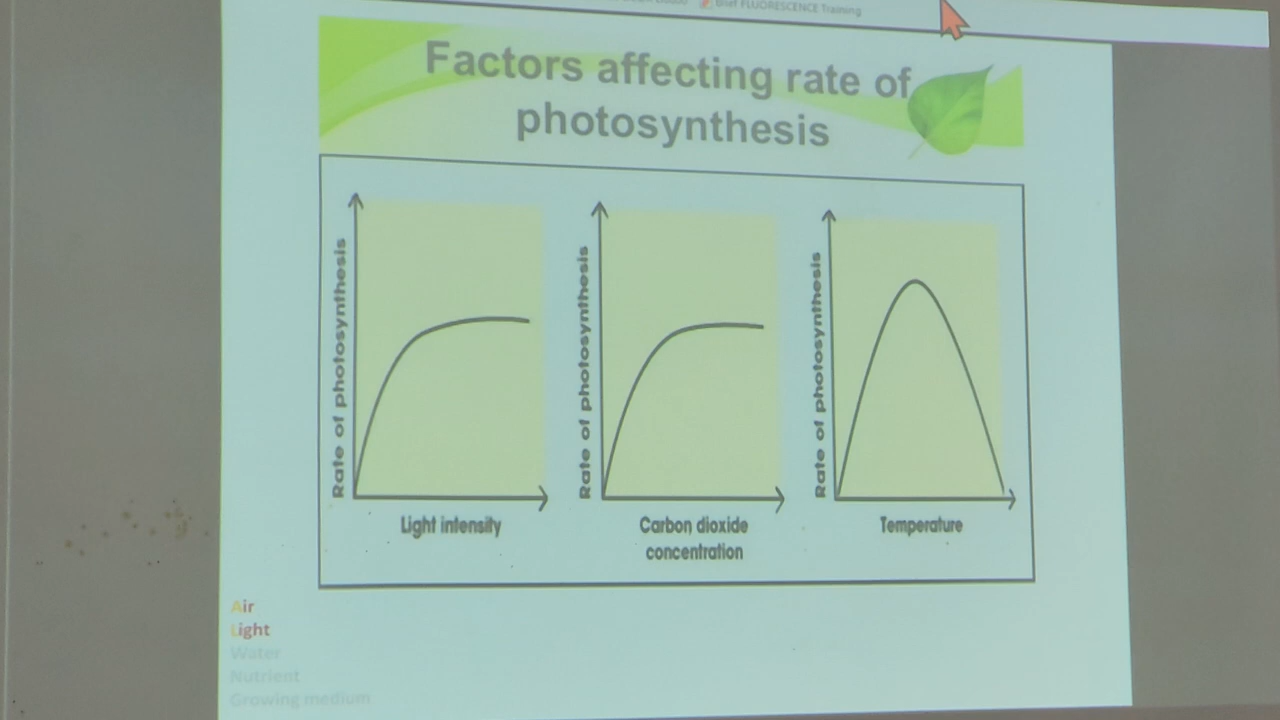 Brief FLUORESCENCE Training
Factors affecting rate of
photosynthesis
Rate of photosynthesis
Light intensity
Rate of photosynthesis
Carbon dioxide
concentration
Rate of photosynthesis
Temperature
Air
Light
Water
Nutrient
Growing medium